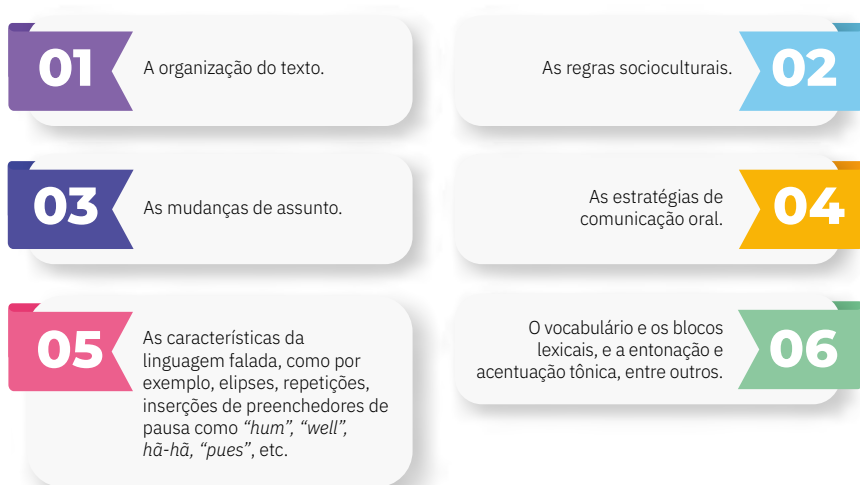 01
A organização do texto.
As regras socioculturais.
02
03
As mudanças de assunto.
As estratégias de
comunicação oral.
04
05
As características da
linguagem falada, como por
exemplo, elipses, repetições,
inserções de preenchedores de
pausa como “hum”, “well”,
hã-hã, “pues”, etc.
O vocabulário e os blocos
lexicais, e a entonação e
acentuação tônica, entre outros.
06